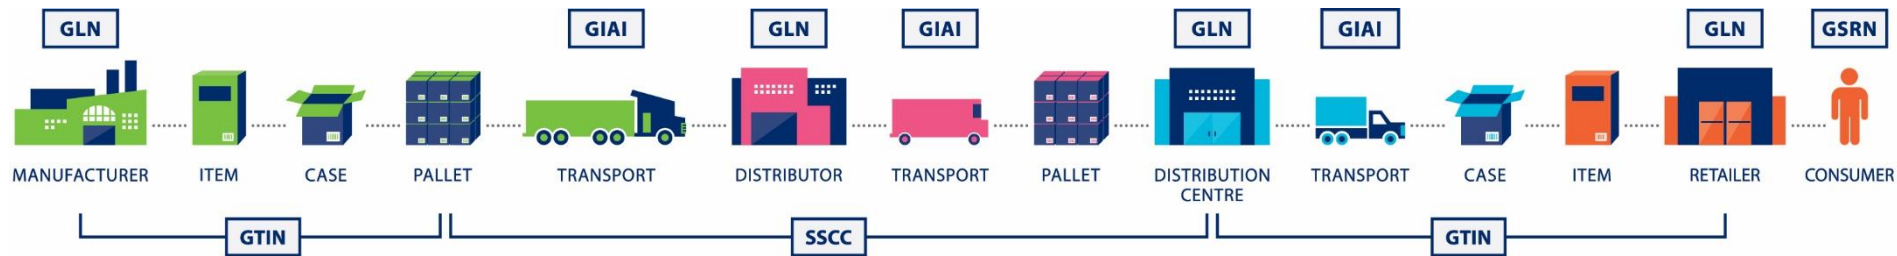 GLN
GIAI
GLN
GIAI
GLN
GIAI
GLN
GSRN
MANUFACTURER
ITEM
CASE
PALLET
TRANSPORT
DISTRIBUTOR
TRANSPORT
PALLET
DISTRIBUTION
CENTRE
TRANSPORT
CASE
ITEM
RETAILER
CONSUMER
GTIN
SSCC
GTIN